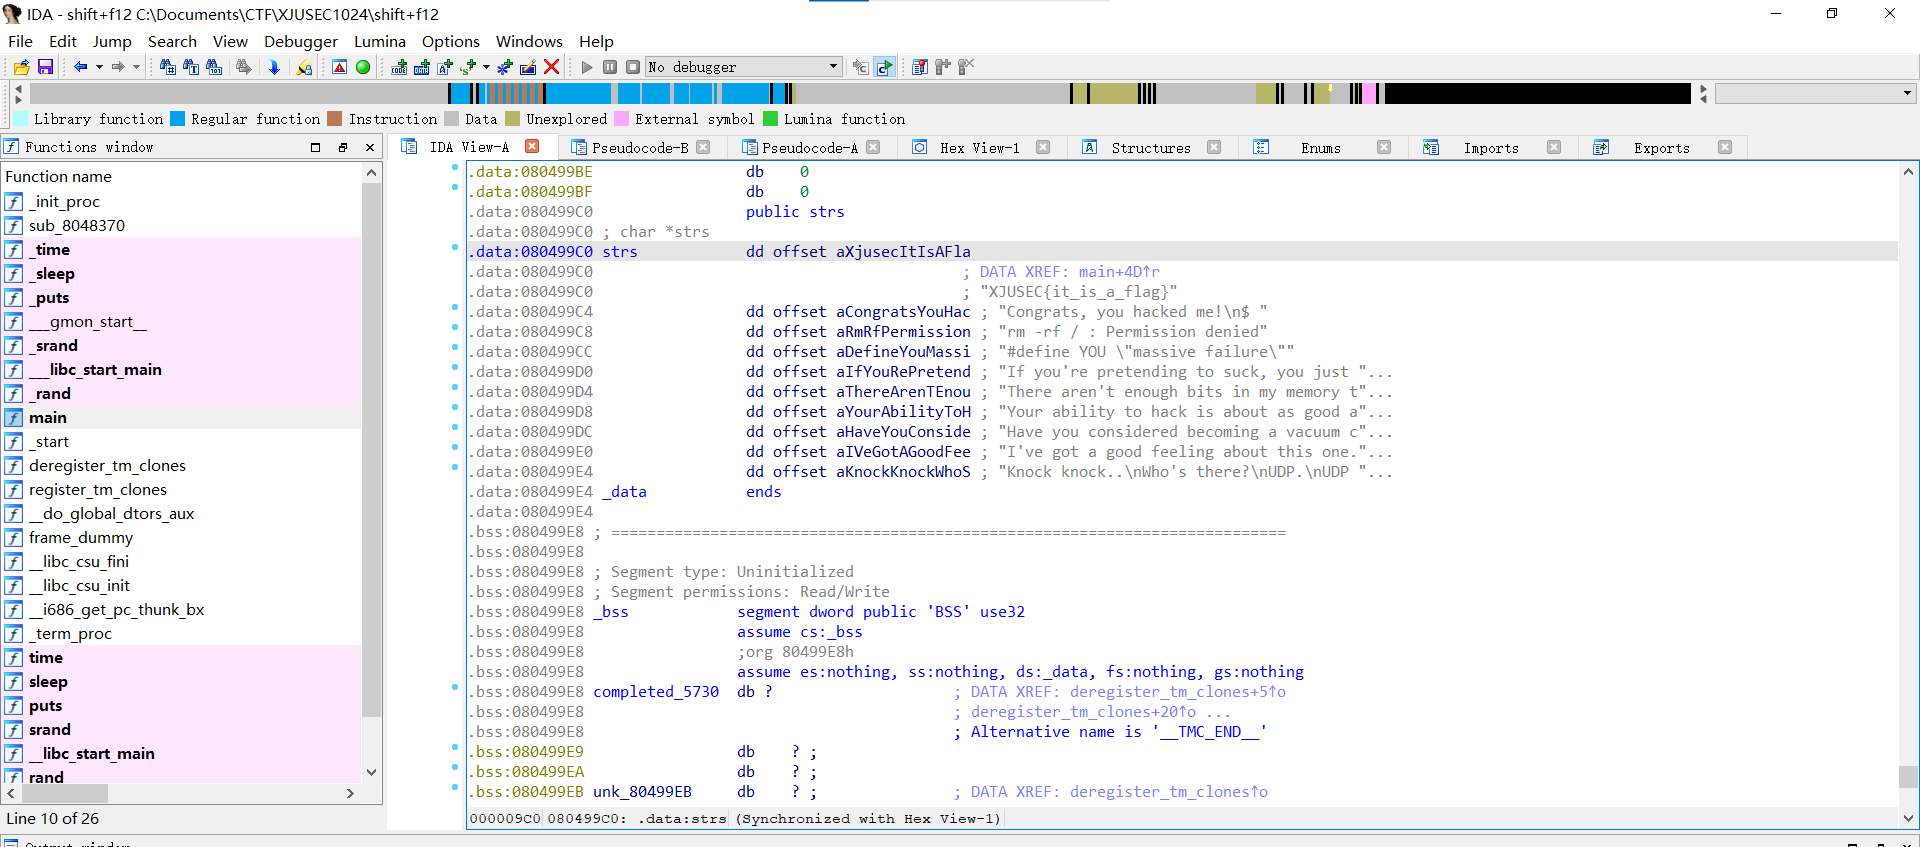 IDA - shift+f12 C:\Documents\CTF\XJUSEC1024\shift+f12
File Edit Jump Search View Debugger Lumina Options Windows Help
No debugger
Library function Regular function Instruction Data Unexplored External symbol Lumina function
Functions window
IDA View-A Pseudocode-B Pseudocode-A Hex View-1 Structures Enums Imports Exports
Function name
_init_proc
sub_8048370
_time
_sleep
_puts
___gmon_start__
_srand
___libc_start_main
_rand
main
_start
deregister_tm_clones
register_tm_clones
__do_global_dtors_aux
frame_dummy
__libc_csu_fini
__libc_csu_init
__i686_get_pc_thunk_bx
_term_proc
time
sleep
puts
srand
__libc_start_main
rand
Line 10 of 26
.data:080499BE db 0
.data:080499BF db 0
.data:080499C0 public strs
.data:080499C0 ; char *strs
.data:080499C0 strs dd offset aXjusecItIsAFla
.data:080499C0 ; DATA XREF: main+4D↑r
.data:080499C0 ; "XJUSEC{it_is_a_flag}"
.data:080499C4 dd offset aCongratsYouHac ; "Congrats, you hacked me!\n$ "
.data:080499C8 dd offset aRmRfPermission ; "rm -rf / : Permission denied"
.data:080499CC dd offset aDefineYouMassi ; "#define YOU \"massive failure\""
.data:080499D0 dd offset aIfYouRePretend ; "If you're pretending to suck, you just "...
.data:080499D4 dd offset aThereArenTEnou ; "There aren't enough bits in my memory t"...
.data:080499D8 dd offset aYourAbilityToH ; "Your ability to hack is about as good a"...
.data:080499DC dd offset aHaveYouConside ; "Have you considered becoming a vacuum c"...
.data:080499E0 dd offset aIVeGotAGoodFee ; "I've got a good feeling about this one."...
.data:080499E4 dd offset aKnockKnockWhoS ; "Knock knock..\nWho's there?\nUDP.\nUDP "...
.data:080499E4 _data ends
.data:080499E4
.bss:080499E8 ; ===========================================================================
.bss:080499E8
.bss:080499E8 ; Segment type: Uninitialized
.bss:080499E8 ; Segment permissions: Read/Write
.bss:080499E8 _bss segment dword public 'BSS' use32
.bss:080499E8 assume cs:_bss
.bss:080499E8 ;org 80499E8h
.bss:080499E8 assume es:nothing, ss:nothing, ds:_data, fs:nothing, gs:nothing
.bss:080499E8 completed_5730 db ? ; DATA XREF: deregister_tm_clones+5↑o
.bss:080499E8 ; deregister_tm_clones+20↑o ...
.bss:080499E8 ; Alternative name is '__TMC_END__'
.bss:080499E9 db ? ;
.bss:080499EA db ? ;
.bss:080499EB unk_80499EB db ? ; ; DATA XREF: deregister_tm_clones↑o
000009C0 080499C0: .data:strs (Synchronized with Hex View-1)
Output window